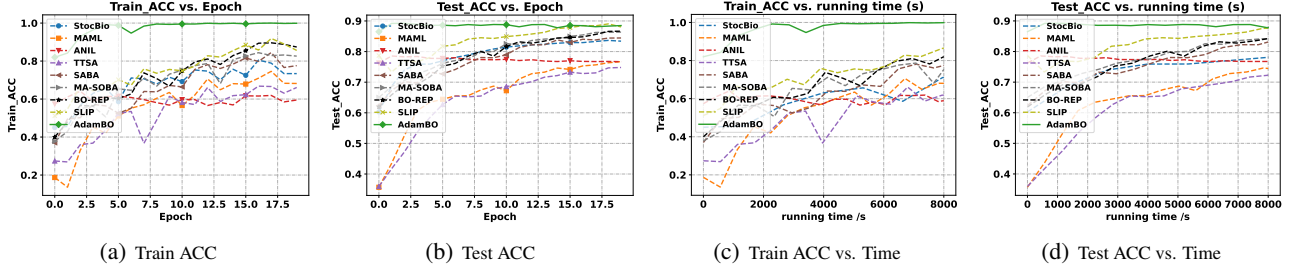 Train_ACC vs. Epoch
Train_ACC
1.0
0.8
0.6
0.4
0.2
StocBio
MAML
ANIL
TTSA
SABA
MA-SOBA
BO-REP
SLIP
AdamBO
0.0 2.5 5.0 7.5 10.0 12.5 15.0 17.5
Epoch
(a) Train ACC
Test_ACC vs. Epoch
Test_ACC
0.9
0.8
0.7
0.6
0.5
0.4
StocBio
MAML
ANIL
TTSA
SABA
MA-SOBA
BO-REP
SLIP
AdamBO
0.0 2.5 5.0 7.5 10.0 12.5 15.0 17.5
Epoch
(b) Test ACC
Train_ACC vs. running time (s)
Train_ACC
1.0
0.8
0.6
0.4
0.2
StocBio
MAML
ANIL
TTSA
SABA
MA-SOBA
BO-REP
SLIP
AdamBO
0 2000 4000 6000 8000
running time /s
(c) Train ACC vs. Time
Test_ACC vs. running time (s)
Test_ACC
0.9
0.8
0.7
0.6
0.5
0.4
StocBio
MAML
ANIL
TTSA
SABA
MA-SOBA
BO-REP
SLIP
AdamBO
0 1000 2000 3000 4000 5000 6000 7000 8000
running time /s
(d) Test ACC vs. Time